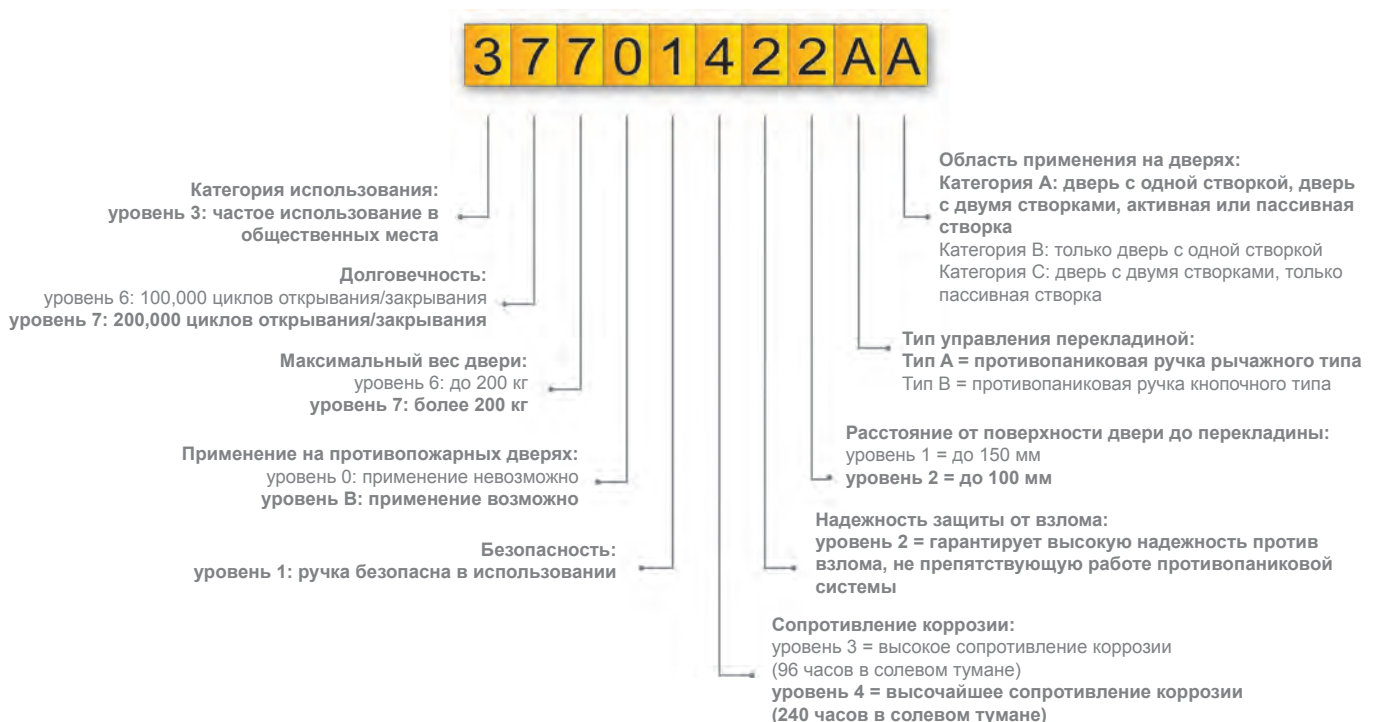 37701422AA
Категория использования:
уровень 3: частое использование в
общественных места
Долговечность:
уровень 6: 100,000 циклов открывания/закрывания
уровень 7: 200,000 циклов открывания/закрывания
Максимальный вес двери:
уровень 6: до 200 кг
уровень 7: более 200 кг
Применение на противопожарных дверях:
уровень 0: применение невозможно
уровень В: применение возможно
Безопасность:
уровень 1: ручка безопасна в использовании
Область применения на дверях:
Категория А: дверь с одной створкой, дверь
с двумя створками, активная или пассивная
створка
Категория В: только дверь с одной створкой
Категория С: дверь с двумя створками, только
пассивная створка
Тип управления перекладиной:
Тип А = противопаниковая ручка рычажного типа
Тип В = противопаниковая ручка кнопочного типа
Расстояние от поверхности двери до перекладины:
уровень 1 = до 150 мм
уровень 2 = до 100 мм
Надежность защиты от взлома:
уровень 2 = гарантирует высокую надежность против
взлома, не препятствующую работе противопаниковой
системы
Сопротивление коррозии:
уровень 3 = высокое сопротивление коррозии
(96 часов в солевом тумане)
уровень 4 = высочайшее сопротивление коррозии
(240 часов в солевом тумане)